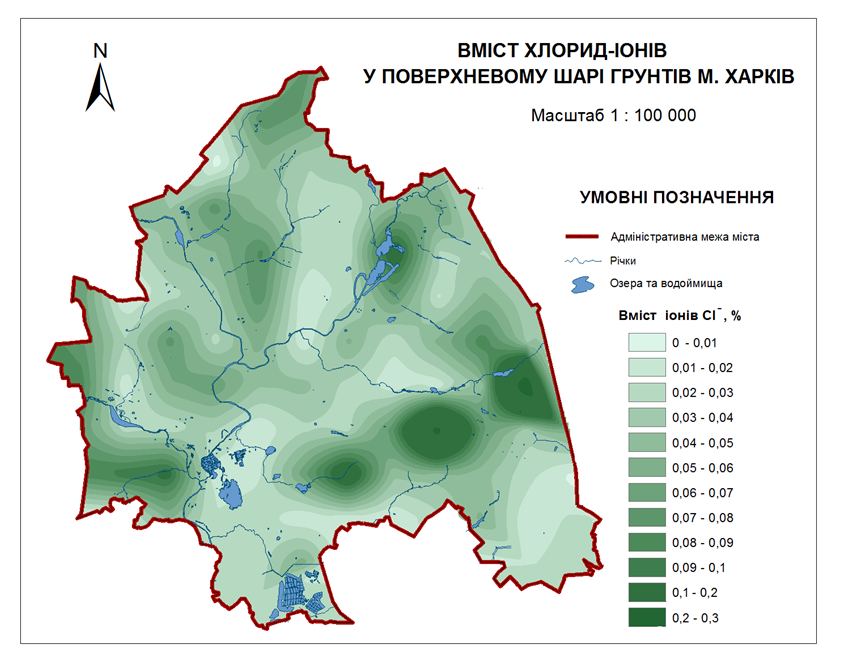 N
ВМІСТ ХЛОРИД-ІОНІВ
У ПОВЕРХНЕВОМУ ШАРІ ГРУНТІВ М. ХАРКІВ
Масштаб 1 : 100 000
УМОВНІ ПОЗНАЧЕННЯ
Адміністративна межа міста
Річки
Озера та водоймища
Вміст іонів Cl⁻, %
0 - 0,01
0,01 - 0,02
0,02 - 0,03
0,03 - 0,04
0,04 - 0,05
0,05 - 0,06
0,06 - 0,07
0,07 - 0,08
0,08 - 0,09
0,09 - 0,1
0,1 - 0,2
0,2 - 0,3